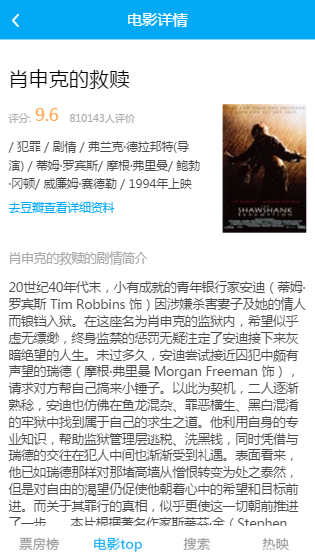 电影详情
肖申克的救赎
评分: 9.6 810143人评价
/ 犯罪 / 剧情 / 弗兰克·德拉邦特(导
演) / 蒂姆·罗宾斯/ 摩根·弗里曼/ 鲍勃
·冈顿/ 威廉姆·赛德勒 / 1994年上映
去豆瓣查看详细资料
SHAWSHANK
REDEMPTION
肖申克的救赎的剧情简介
20世纪40年代末，小有成就的青年银行家安迪（蒂姆·
罗宾斯 Tim Robbins 饰）因涉嫌杀害妻子及她的情人
而锒铛入狱。在这座名为肖申克的监狱内，希望似乎
虚无缥缈，终身监禁的惩罚无疑注定了安迪接下来灰
暗绝望的人生。未过多久，安迪尝试接近囚犯中颇有
声望的瑞德（摩根·弗里曼 Morgan Freeman 饰），
请求对方帮自己搞来小锤子。以此为契机，二人逐渐
熟稔，安迪也仿佛在鱼龙混杂、罪恶横生、黑白混淆
的牢狱中找到属于自己的求生之道。他利用自身的专
业知识，帮助监狱管理层逃税、洗黑钱，同时凭借与
瑞德的交往在犯人中间也渐渐受到礼遇。表面看来，
他已如瑞德那样对那堵高墙从憎恨转变为处之泰然，
但是对自由的渴望仍促使他朝着心中的希望和目标前
进。而关于其罪行的真相，似乎更使这一切朝前推进
了一步…… 本片根据著名作家斯蒂芬·金（Stephen
票房榜 电影top 搜索 热映